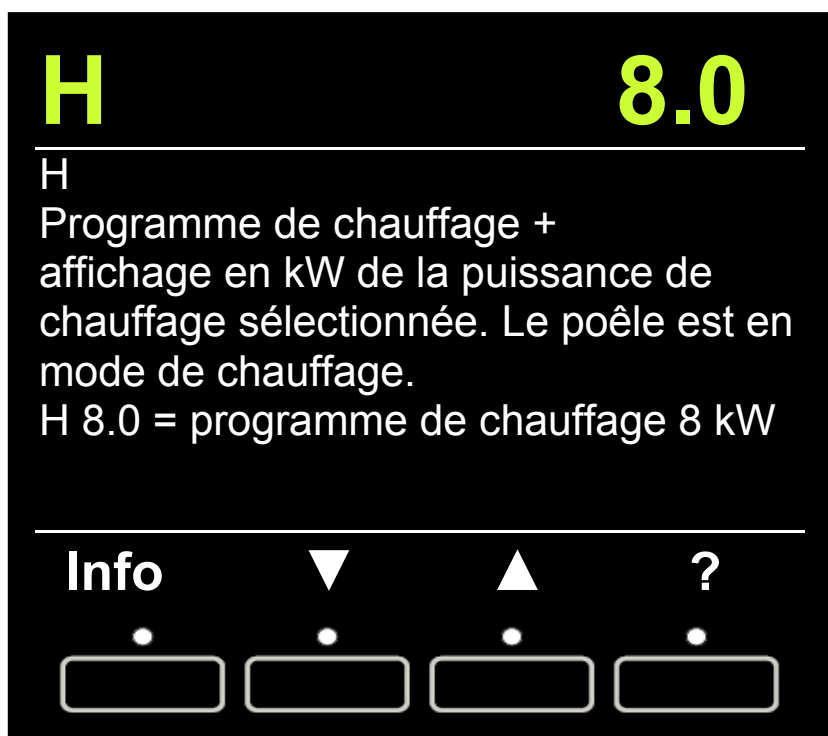 H 8.0
H
Programme de chauffage +
affichage en kW de la puissance de
chauffage sélectionnée. Le poêle est en
mode de chauffage.
H 8.0 = programme de chauffage 8 kW
Info ▼ ▲ ?